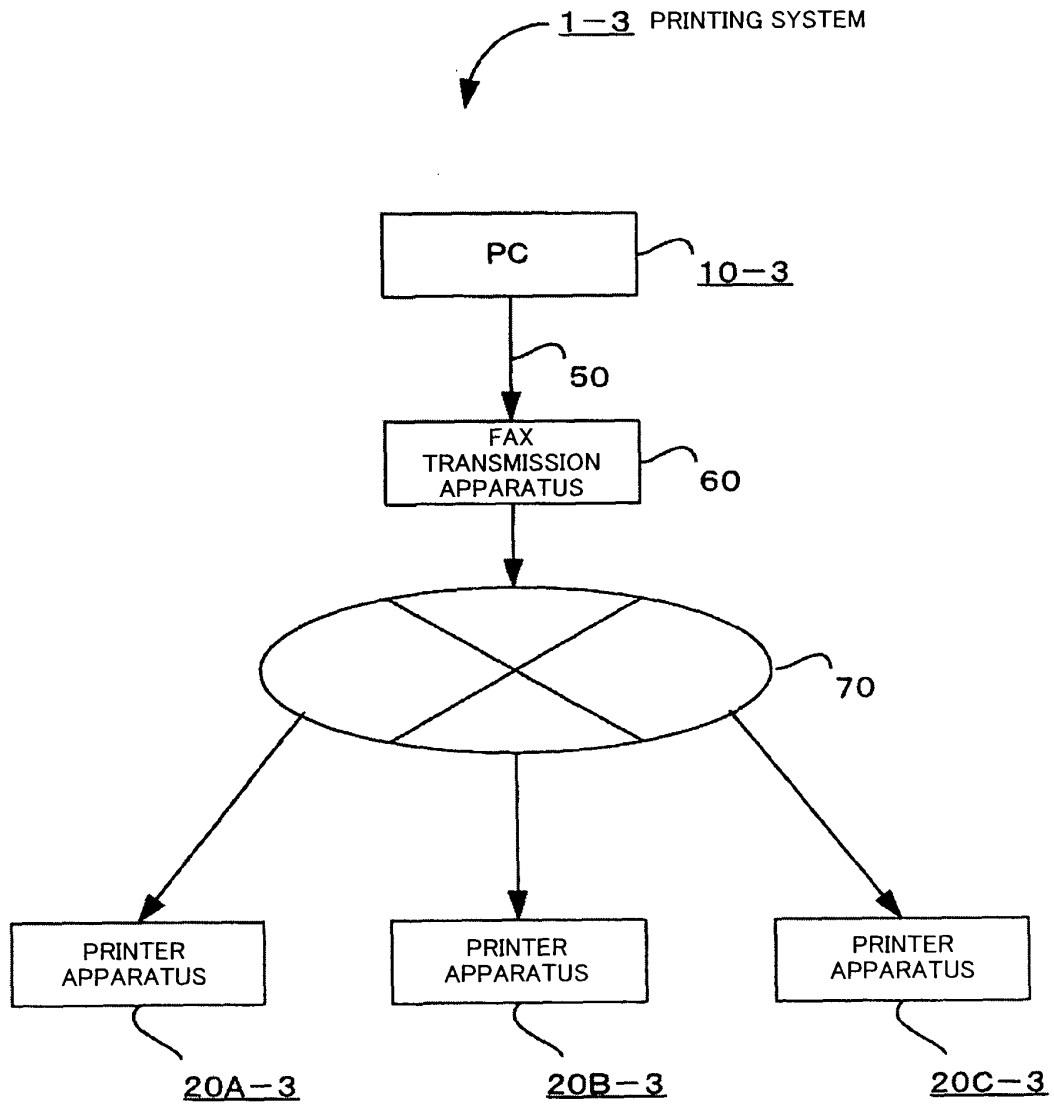 1-3 PRINTING SYSTEM
PC
10-3
50
FAX
TRANSMISSION
APPARATUS
60
70
PRINTER
APPARATUS
PRINTER
APPARATUS
PRINTER
APPARATUS
20A-3
20B-3
20C-3